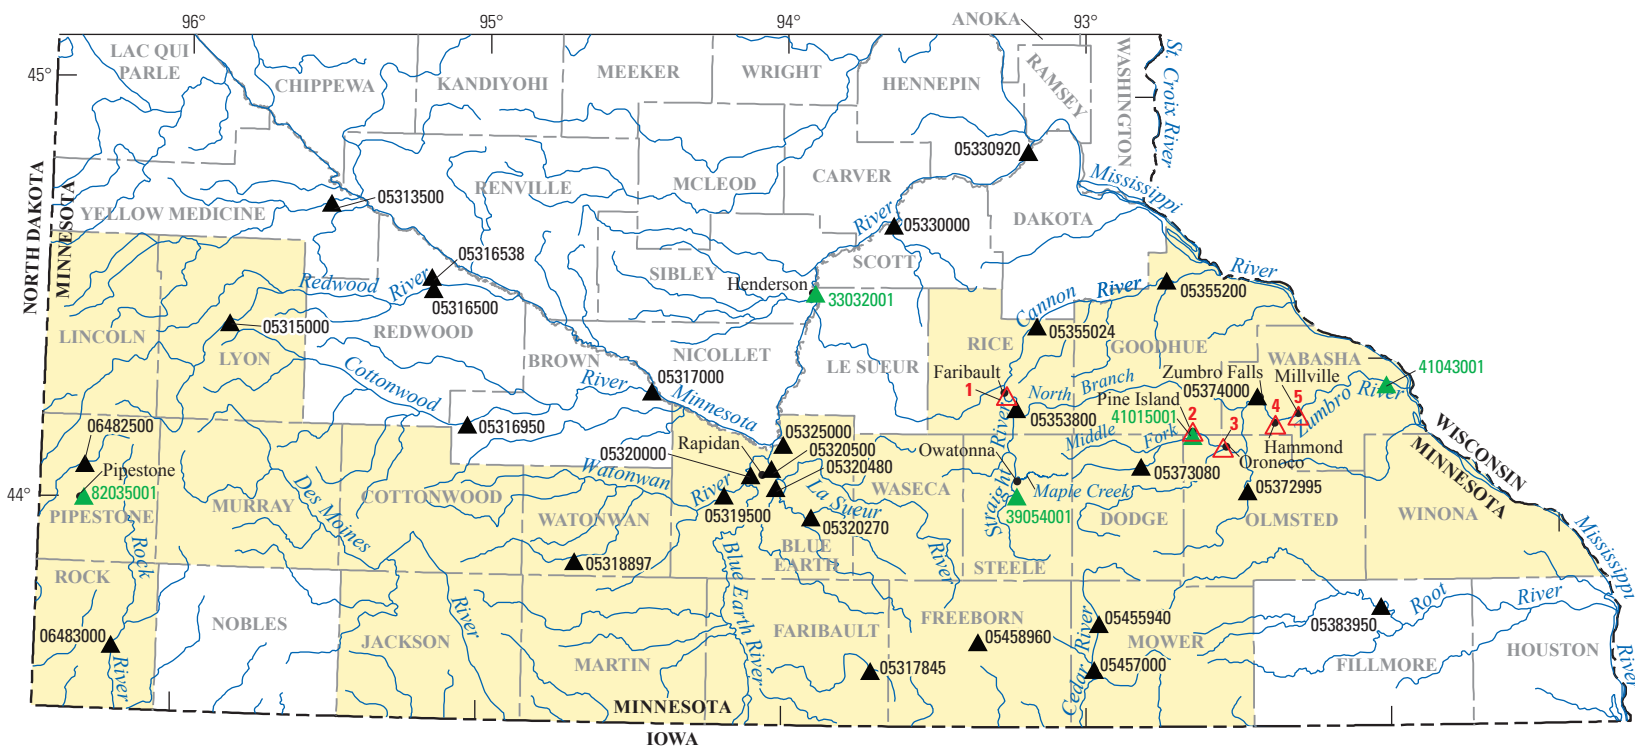 96°
95°
94°
93°
ANOKA
LAC QUI
PARLE
CHIPPEWA
KANDIYOHI
MEEKER
WRIGHT
HENNEPIN
RAMSEY
WASHINGTON
St. Croix River
45°
05330920
NORTH DAKOTA
MINNESOTA
YELLOW MEDICINE
05313500
RENVILLE
MCLEOD
CARVER
Mississippi
River
05330000
DAKOTA
05316538
SIBLEY
SCOTT
Redwood
River
05316500
Henderson
33032001
Cannon
River
River
05355200
05315000
LINCOLN
LYON
REDWOOD
BROWN
NICOLLET
LE SUEUR
RICE
05355024
GOODHUE
WABASHA
41043001
Cottonwood
River
05317000
Minnesota
Faribault
1
North Branch
05353800
Zumbro Falls
05374000
Millville
5
4
Zumbro River
Pine Island
41015001
2
3
Middle
Fork
Hammond
Oronoco
06482500
05316950
05325000
Rapidan
05320500
05320000
05320480
Owatonna
Straight
River
WISCONSIN
MINNESOTA
Pipestone
82035001
PIPESTONE
44°
MURRAY
Des Moines
River
COTTONWOOD
Watonwan
River
WATONWAN
05319500
La Sueur
River
05320270
WASECA
Maple Creek
39054001
05373080
05372995
DODGE
OLMSTED
WINONA
Mississippi
River
BLUE
EARTH
Blue Earth River
05318897
STEELE
ROCK
Rock
River
NOBLES
06483000
JACKSON
MARTIN
FARIBAULT
05317845
FREEBORN
05458960
Cedar
River
05455940
MOWER
05457000
05383950
Root
River
FILLMORE
HOUSTON
MINNESOTA
IOWA